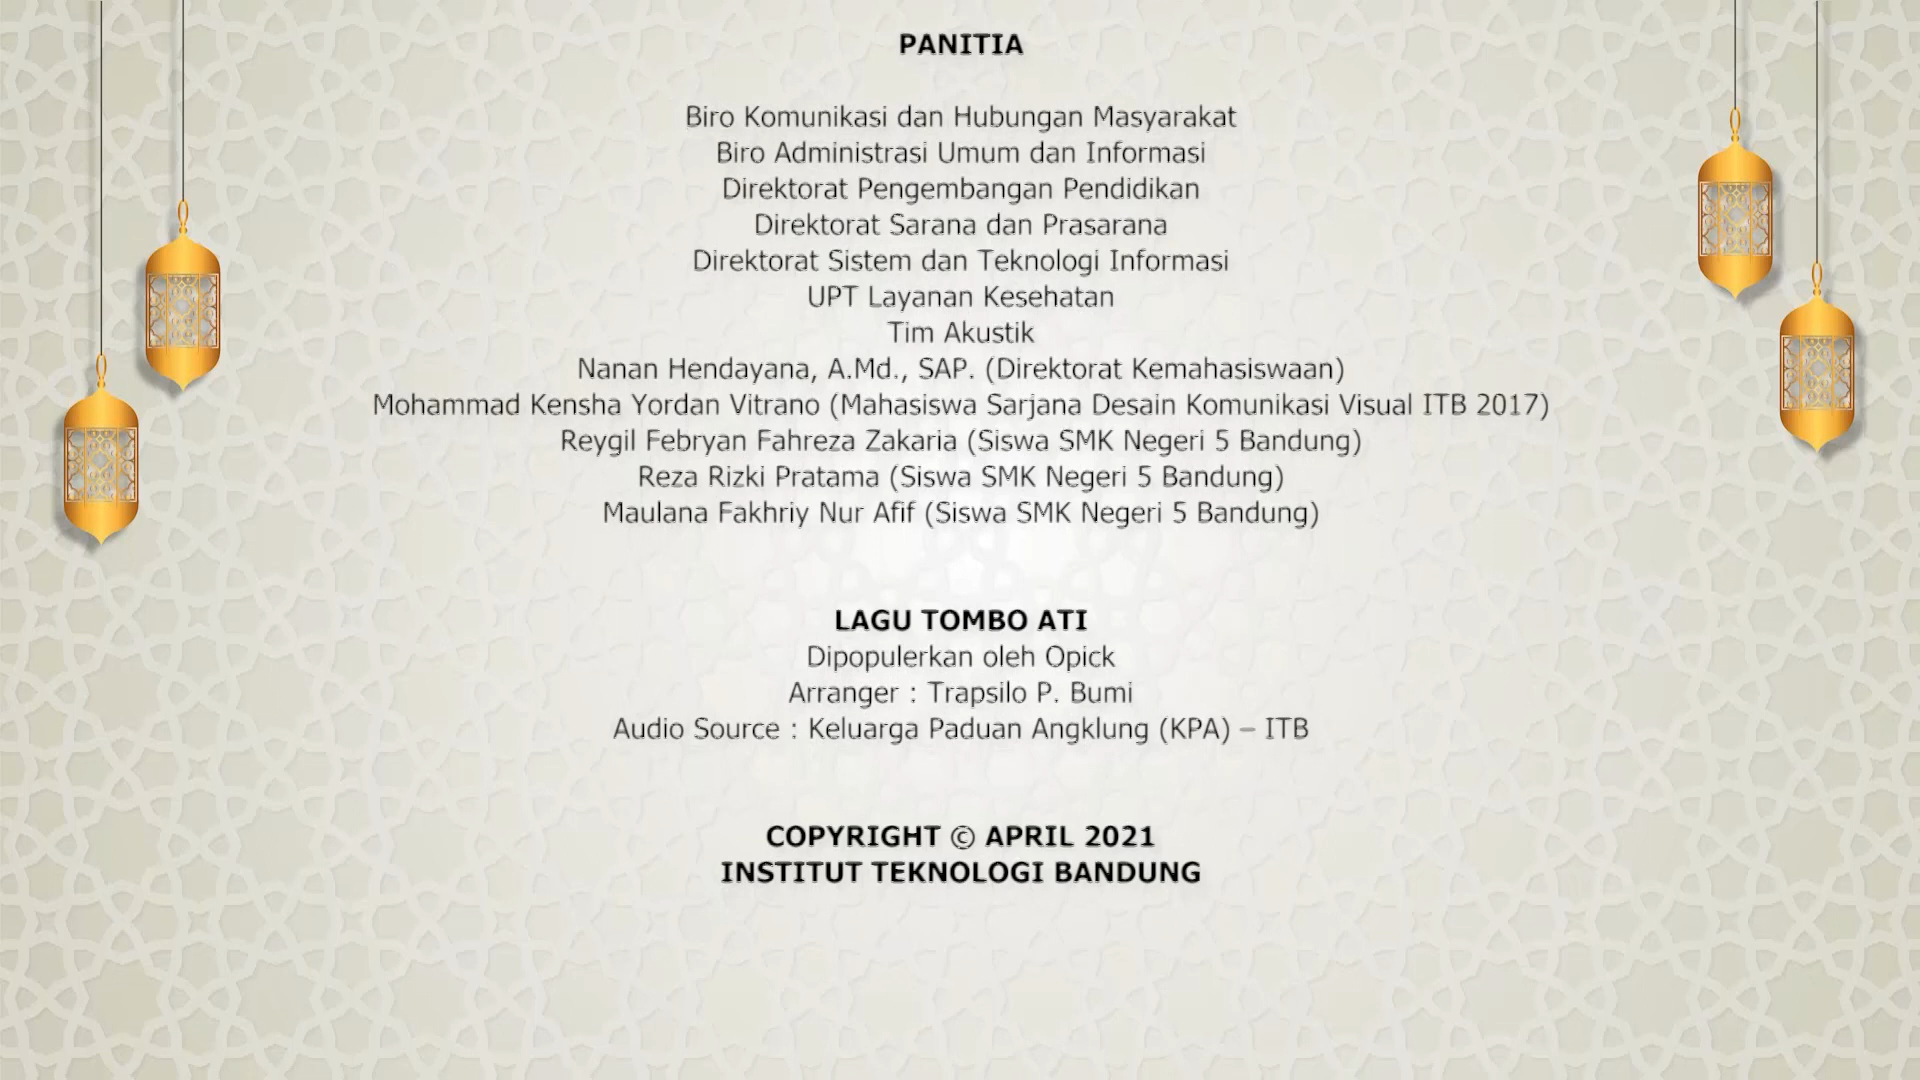 PANITIA
Biro Komunikasi dan Hubungan Masyarakat
Biro Administrasi Umum dan Informasi
Direktorat Pengembangan Pendidikan
Direktorat Sarana dan Prasarana
Direktorat Sistem dan Teknologi Informasi
UPT Layanan Kesehatan
Tim Akustik
Nanan Hendayana, A.Md., SAP. (Direktorat Kemahasiswaan)
Mohammad Kensha Yordan Vitrano (Mahasiswa Sarjana Desain Komunikasi Visual ITB 2017)
Reygil Febryan Fahreza Zakaria (Siswa SMK Negeri 5 Bandung)
Reza Rizki Pratama (Siswa SMK Negeri 5 Bandung)
Maulana Fakhriy Nur Afif (Siswa SMK Negeri 5 Bandung)
LAGU TOMBO ATI
Dipopulerkan oleh Opick
Arranger : Trapsilo P. Bumi
Audio Source : Keluarga Paduan Angklung (KPA) – ITB
COPYRIGHT © APRIL 2021
INSTITUT TEKNOLOGI BANDUNG